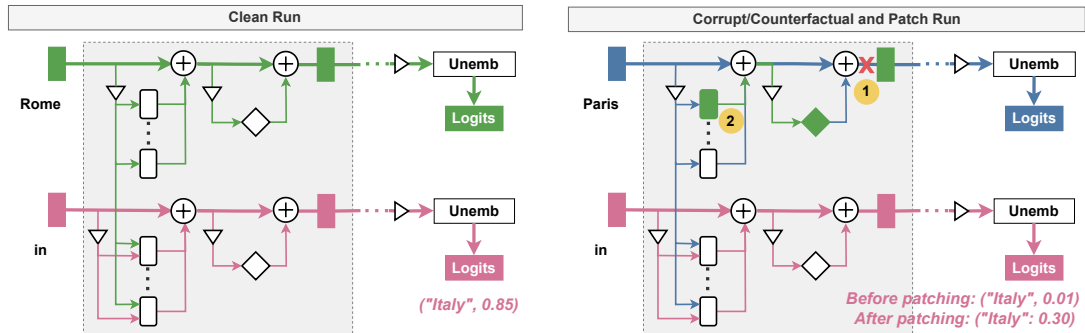 Clean Run
Rome
Unemb
Logits
in
Unemb
Logits
("Italy", 0.85)
Corrupt/Counterfactual and Patch Run
Paris
1
2
Unemb
Logits
in
Unemb
Logits
Before patching: ("Italy", 0.01)
After patching: ("Italy": 0.30)